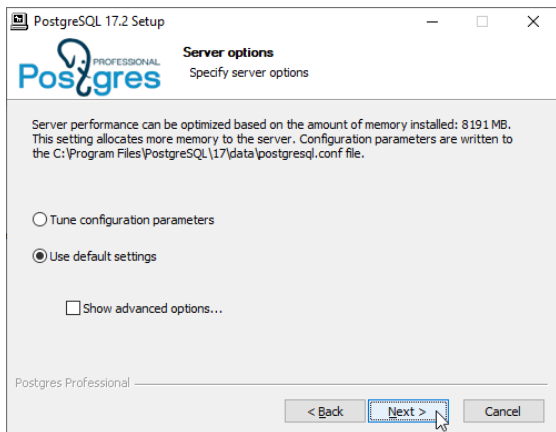 PostgreSQL 17.2 Setup
PROFESSIONAL
Postgres
Server options
Specify server options
Server performance can be optimized based on the amount of memory installed: 8191 MB.
This setting allocates more memory to the server. Configuration parameters are written to
the C:\Program Files\PostgreSQL\17\data\postgresql.conf file.
Tune configuration parameters
Use default settings
Show advanced options...
Postgres Professional
< Back
Next >
Cancel